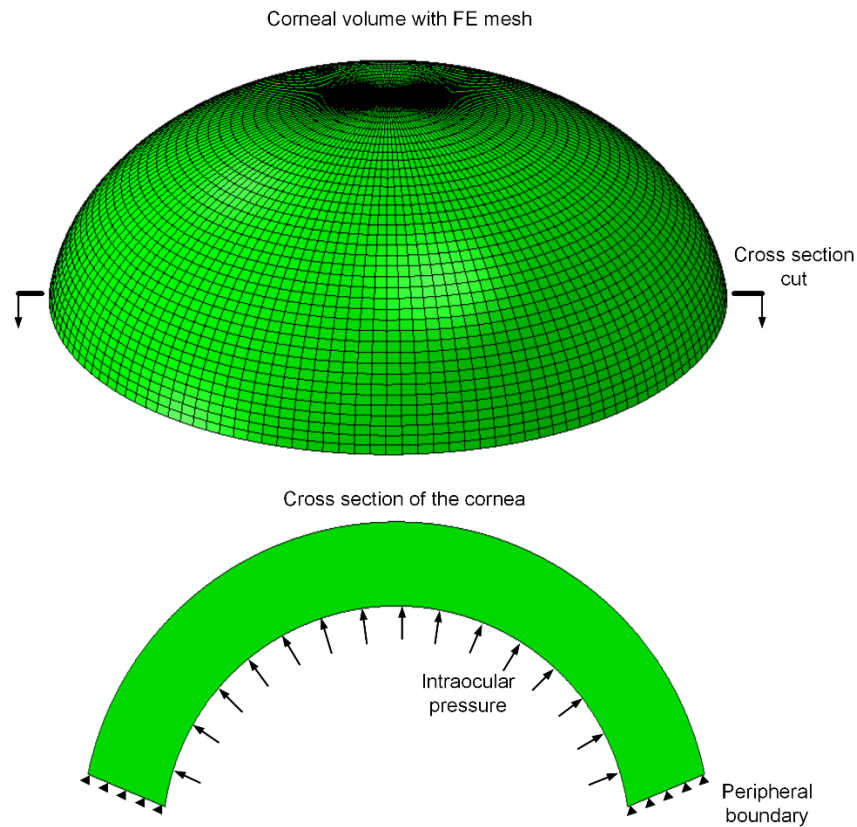 Corneal volume with FE mesh
Cross section
cut
Cross section of the cornea
Intraocular
pressure
Peripheral
boundary